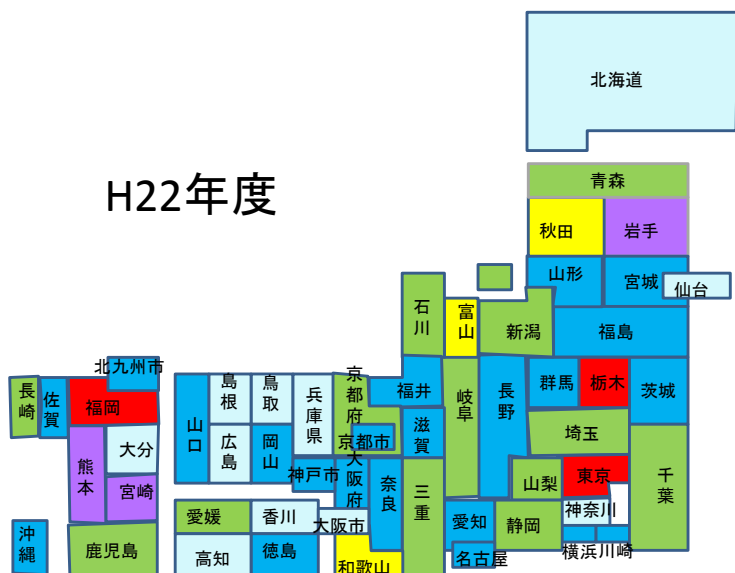 北海道
H22年度
青森
秋田
岩手
山形
宮城
仙台
石川
富山
新潟
福島
北九州市
長崎
佐賀
福岡
山口
島根
鳥取
兵庫県
京都府
福井
岐阜
長野
群馬
栃木
茨城
熊本
大分
広島
岡山
京都市
滋賀
埼玉
宮崎
神戸市
大阪府
奈良
三重
山梨
東京
千葉
沖縄
鹿児島
愛媛
香川
大阪市
愛知
静岡
神奈川
高知
徳島
和歌山
名古屋
横浜
川崎